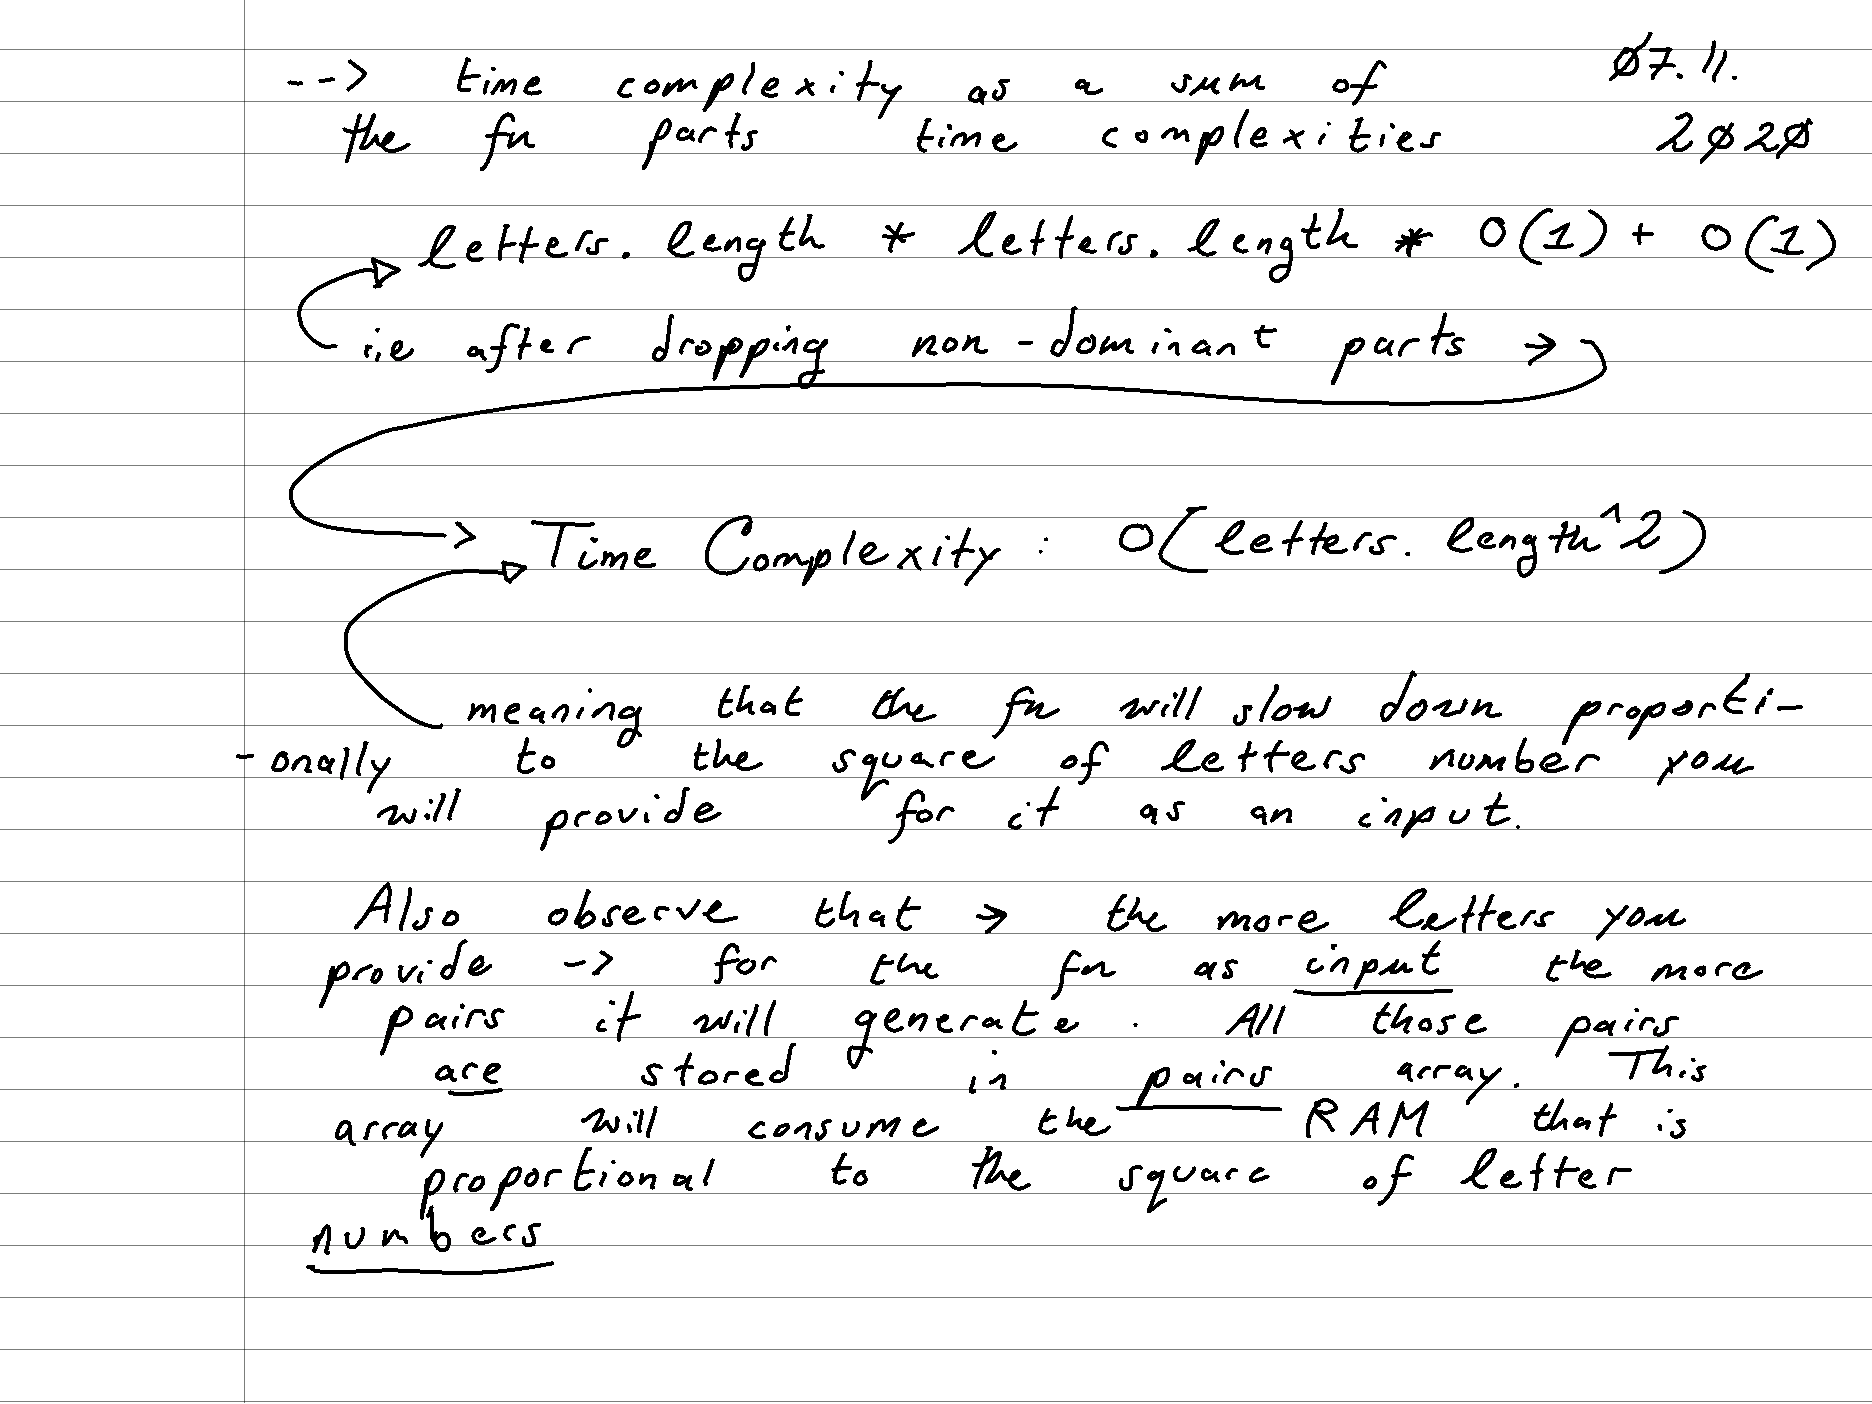 --> time complexity as a sum of
the fn parts time complexities
07.11.
2020
letters.length * letters.length * O(1) + O(1)
i,e after dropping non-dominant parts →
> Time Complexity : O(letters.length^2)
meaning that the fn will slow down proporti-
-onally to the square of letters number you
will provide for it as an input.
Also observe that → the more letters you
provide -> for the fn as input the more
pairs it will generate. All those pairs
are stored in pairs array. This
array will consume the RAM that is
proportional to the square of letter
numbers